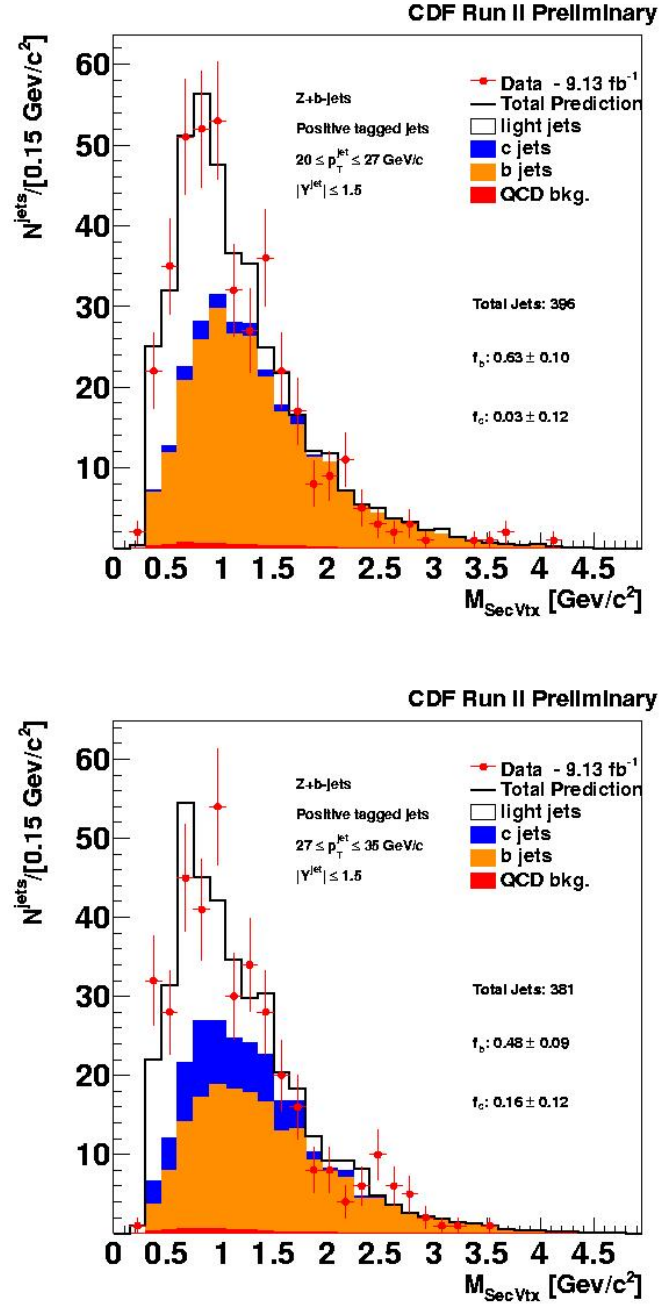 CDF Run II Preliminary
N^jets/[0.15 Gev/c²]
60
50
40
30
20
10
Z+b-jets
Positive tagged jets
20 ≤ p_T^jet ≤ 27 GeV/c
|Y^jet| ≤ 1.5
Data - 9.13 fb⁻¹
Total Prediction
light jets
c jets
b jets
QCD bkg.
Total Jets: 396
f_b: 0.63 ± 0.10
f_c: 0.03 ± 0.12
0 0.5 1 1.5 2 2.5 3 3.5 4 4.5
M_SecVtx [Gev/c²]
CDF Run II Preliminary
N^jets/[0.15 Gev/c²]
60
50
40
30
20
10
Z+b-jets
Positive tagged jets
27 ≤ p_T^jet ≤ 35 GeV/c
|Y^jet| ≤ 1.5
Data - 9.13 fb⁻¹
Total Prediction
light jets
c jets
b jets
QCD bkg.
Total Jets: 381
f_b: 0.48 ± 0.09
f_c: 0.16 ± 0.12
0 0.5 1 1.5 2 2.5 3 3.5 4 4.5
M_SecVtx [Gev/c²]